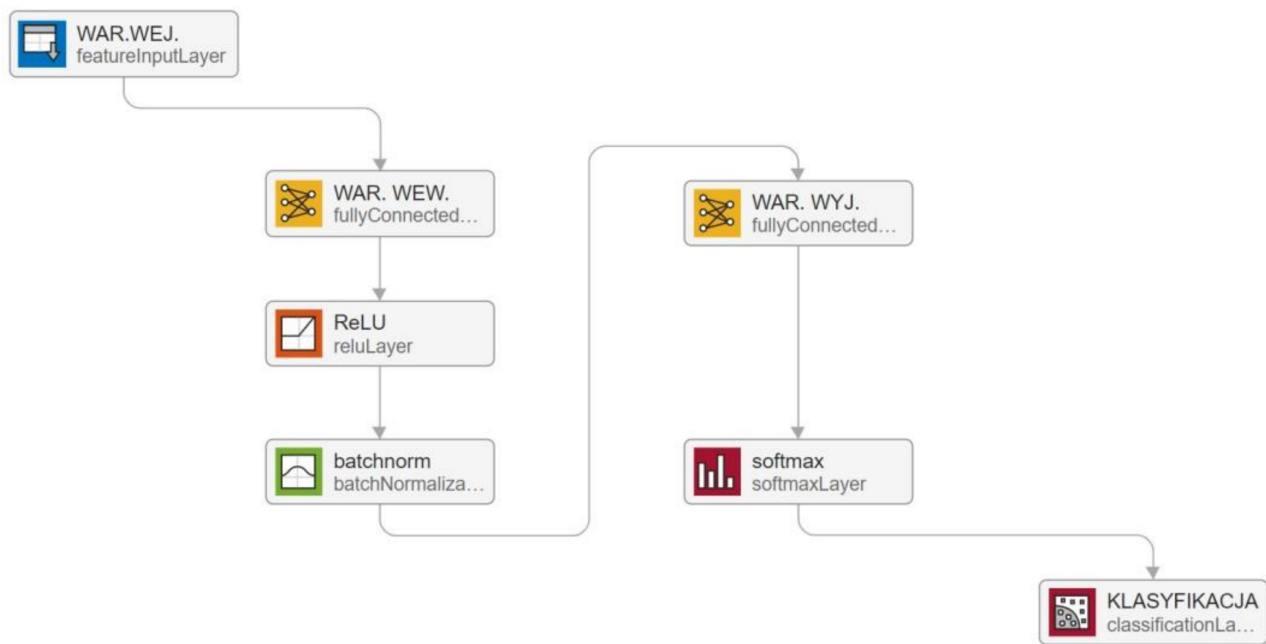 WAR.WEJ.
featureInputLayer
WAR. WEW.
fullyConnected...
ReLU
reluLayer
batchnorm
batchNormaliza...
WAR. WYJ.
fullyConnected...
softmax
softmaxLayer
KLASYFIKACJA
classificationLa...